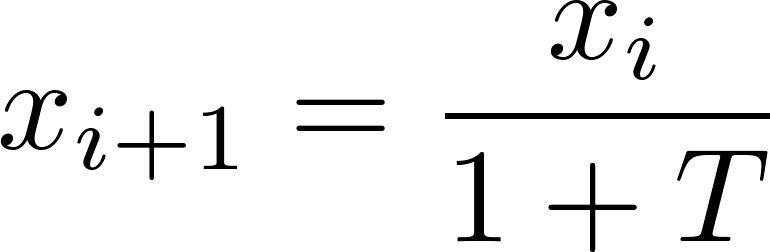 x_{i+1} = \frac{x_i}{1 + T}